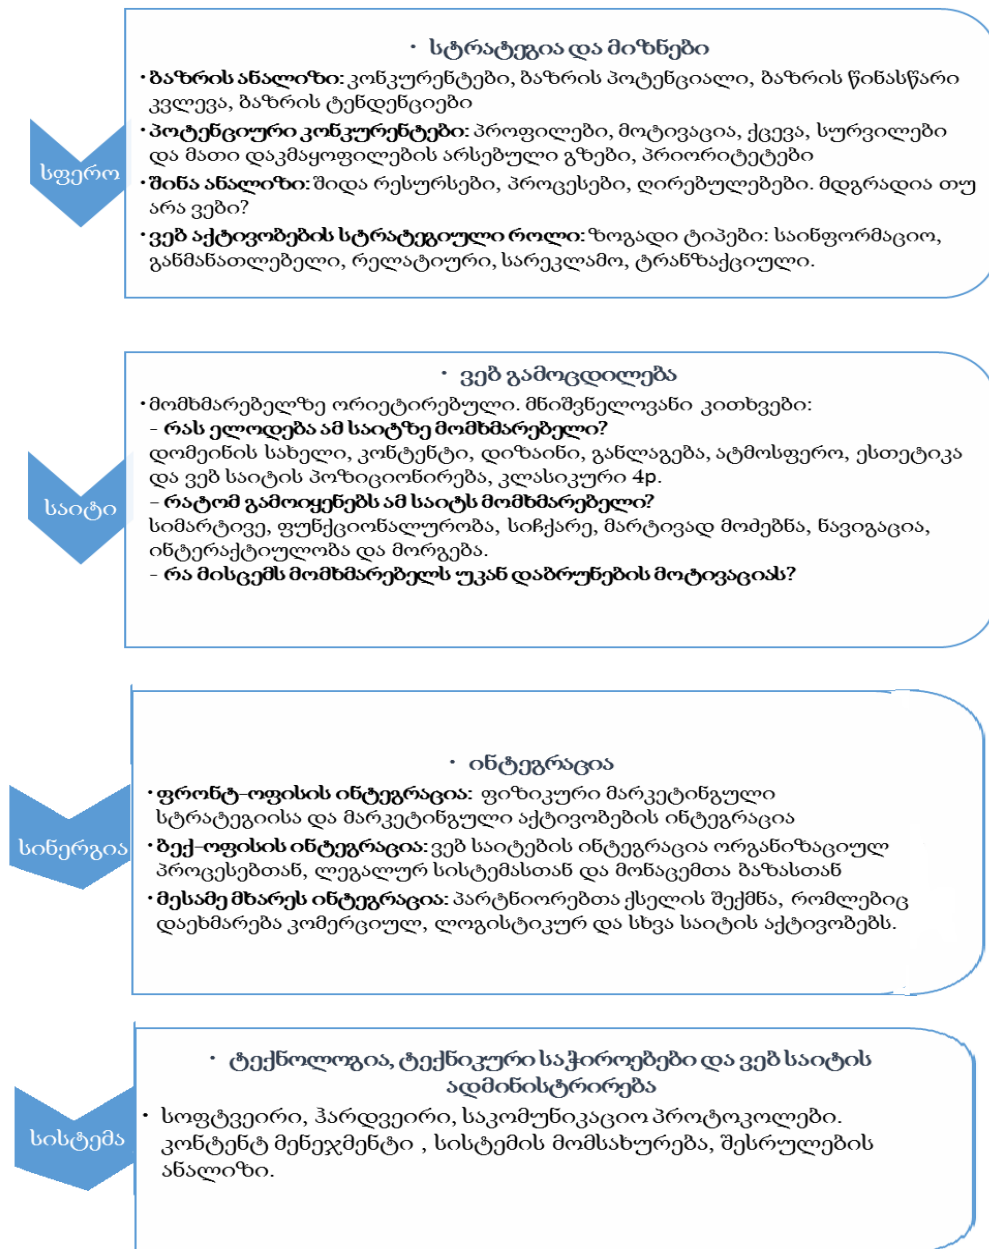 · სტრატეგია და მიზნები
·ბაზრის ანალიზი: კონკურენტები, ბაზრის პოტენციალი, ბაზრის წინასწარი
კვლევა, ბაზრის ტენდენციები
·პოტენციური კონკურენტები: პროფილები, მოტივაცია, ქცევა, სურვილები
და მათი დაკმაყოფილების არსებული გზები, პრიორიტეტები
სფერო
·შინა ანალიზი: შიდა რესურსები, პროცესები, ღირებულებები. მდგრადია თუ
არა ვები?
·ვებ აქტივობების სტრატეგიული როლი: ზოგადი ტიპები: საინფორმაციო,
განმანათლებელი, რელატიური, სარეკლამო, ტრანზაქციული.
· ვებ გამოცდილება
·მომხმარებელზე ორიეტირებული. მნიშვნელოვანი კითხვები:
- რას ელოდება ამ საიტზე მომხმარებელი?
დომეინის სახელი, კონტენტი, დიზაინი, განლაგება, ატმოსფერო, ესთეტიკა
და ვებ საიტის პოზიციონირება, კლასიკური 4p.
საიტი
- რატომ გამოიყენებს ამ საიტს მომხმარებელი?
სიმარტივე, ფუნქციონალურობა, სიჩქარე, მარტივად მოძებნა, ნავიგაცია,
ინტერაქტიულობა და მორგება.
- რა მისცემს მომხმარებელს უკან დაბრუნების მოტივაციას?
· ინტეგრაცია
·ფრონტ-ოფისის ინტეგრაცია: ფიზიკური მარკეტინგული
სტრატეგიისა და მარკეტინგული აქტივობების ინტეგრაცია
სინერგია
·ბექ-ოფისის ინტეგრაცია: ვებ საიტების ინტეგრაცია ორგანიზაციულ
პროცესებთან, ლეგალურ სისტემასთან და მონაცემთა ბაზასთან
·მესამე მხარეს ინტეგრაცია: პარტნიორებთა ქსელის შექმნა, რომლებიც
დაეხმარება კომერციულ, ლოგისტიკურ და სხვა საიტის აქტივობებს.
· ტექნოლოგია, ტექნიკური საჭიროებები და ვებ საიტის
ადმინისტრირება
სისტემა
· სოფტვეირი, ჰარდვეირი, საკომუნიკაციო პროტოკოლები.
კონტენტ მენეჯმენტი , სისტემის მომსახურება, შესრულების
ანალიზი.